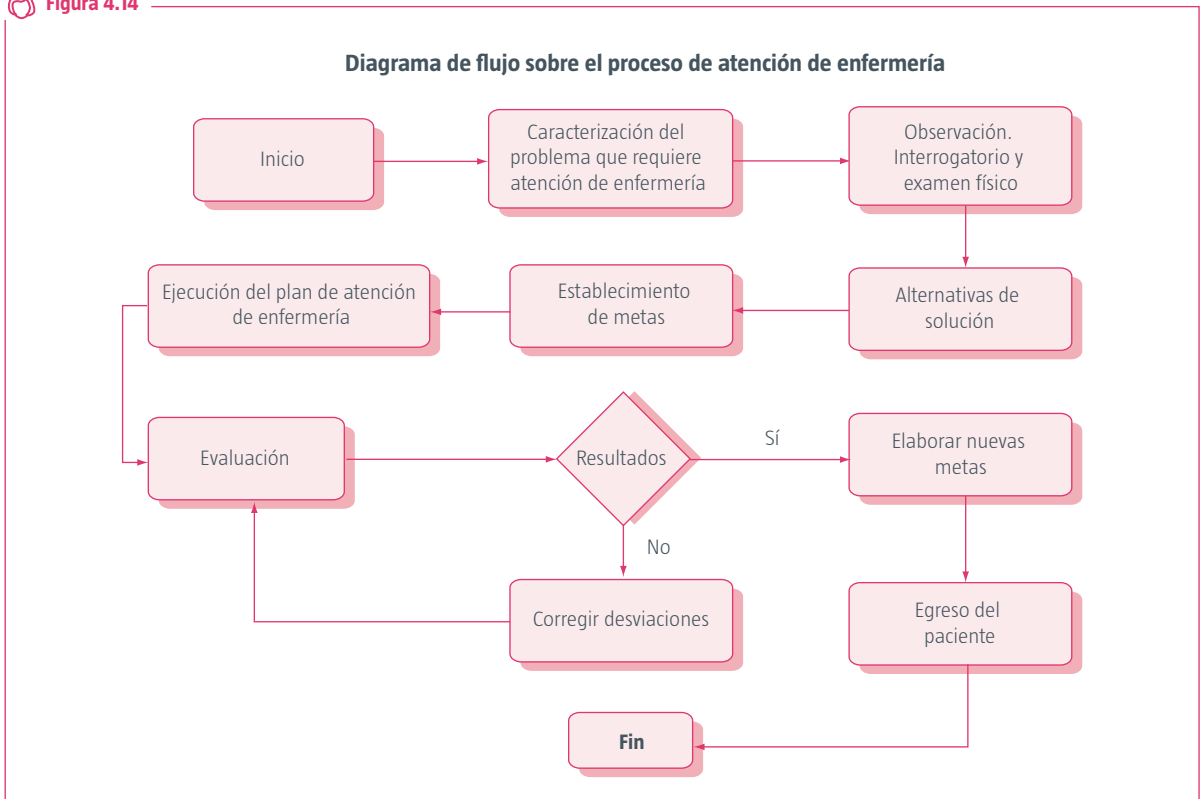 Figura 4.14
Diagrama de flujo sobre el proceso de atención de enfermería
Inicio
Caracterización del
problema que requiere
atención de enfermería
Observación.
Interrogatorio y
examen físico
Alternativas de
solución
Establecimiento
de metas
Ejecución del plan de atención
de enfermería
Evaluación
Resultados
Sí
Elaborar nuevas
metas
No
Corregir desviaciones
Egreso del
paciente
Fin